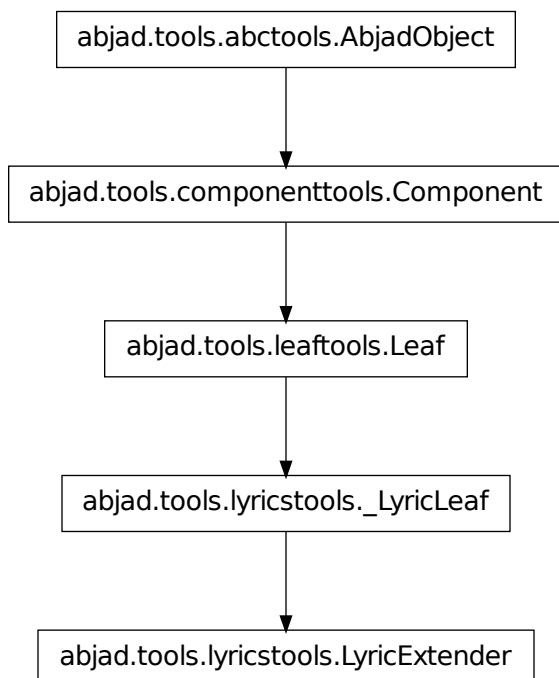 abjad.tools.abctools.AbjadObject
abjad.tools.componenttools.Component
abjad.tools.leaftools.Leaf
abjad.tools.lyricstools._LyricLeaf
abjad.tools.lyricstools.LyricExtender